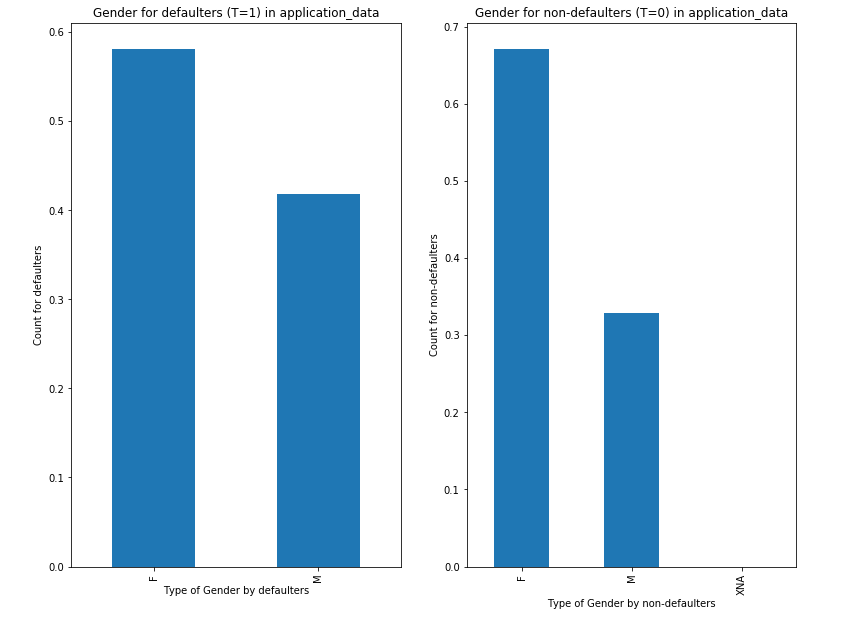 Gender for defaulters (T=1) in application_data
0.6
0.5
0.4
0.3
0.2
0.1
0.0
Count for defaulters
F
M
Type of Gender by defaulters
Gender for non-defaulters (T=0) in application_data
0.7
0.6
0.5
0.4
0.3
0.2
0.1
0.0
Count for non-defaulters
F
M
XNA
Type of Gender by non-defaulters